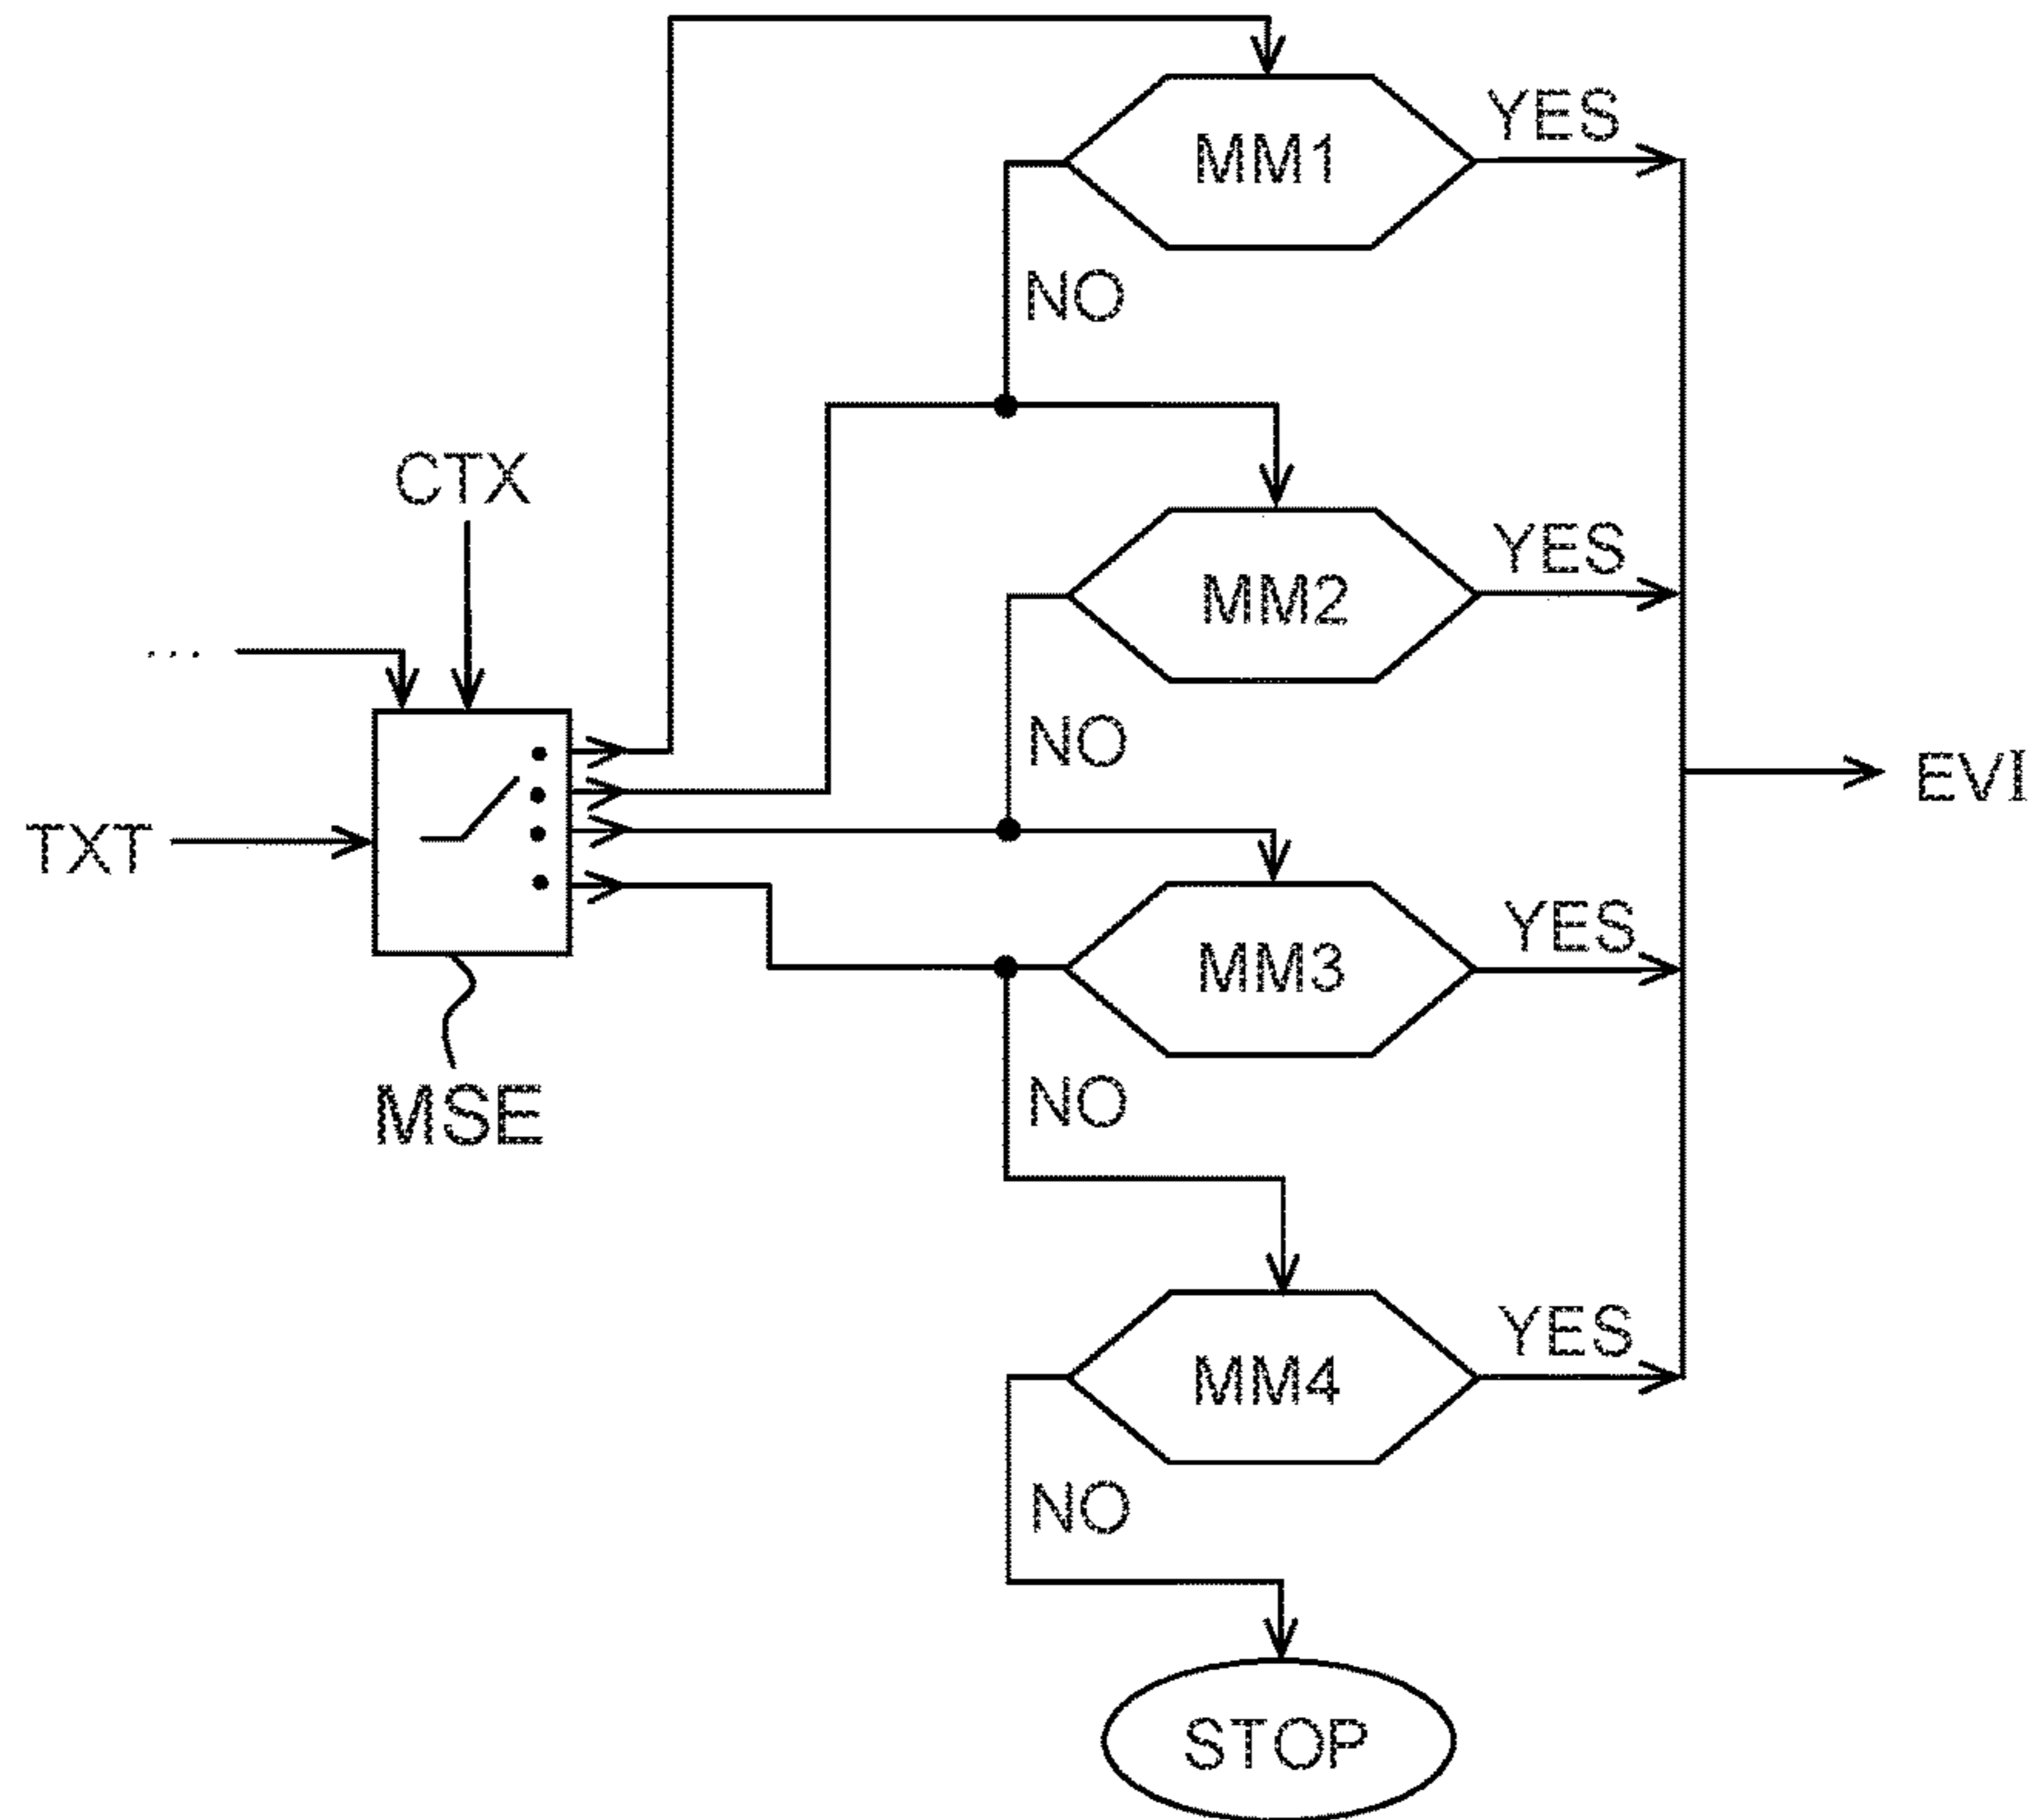 MM1
YES
NO
CTX
MM2
YES
...
NO
EVI
TXT
MM3
YES
MSE
NO
MM4
YES
NO
STOP